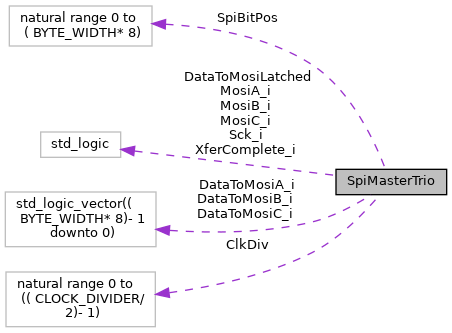 natural range 0 to
( BYTE_WIDTH* 8)
SpiBitPos
DataToMosiLatched
MosiA_i
MosiB_i
MosiC_i
Sck_i
XferComplete_i
std_logic
SpiMasterTrio
std_logic_vector((
BYTE_WIDTH* 8)- 1
downto 0)
DataToMosiA_i
DataToMosiB_i
DataToMosiC_i
ClkDiv
natural range 0 to
(( CLOCK_DIVIDER/
2)- 1)